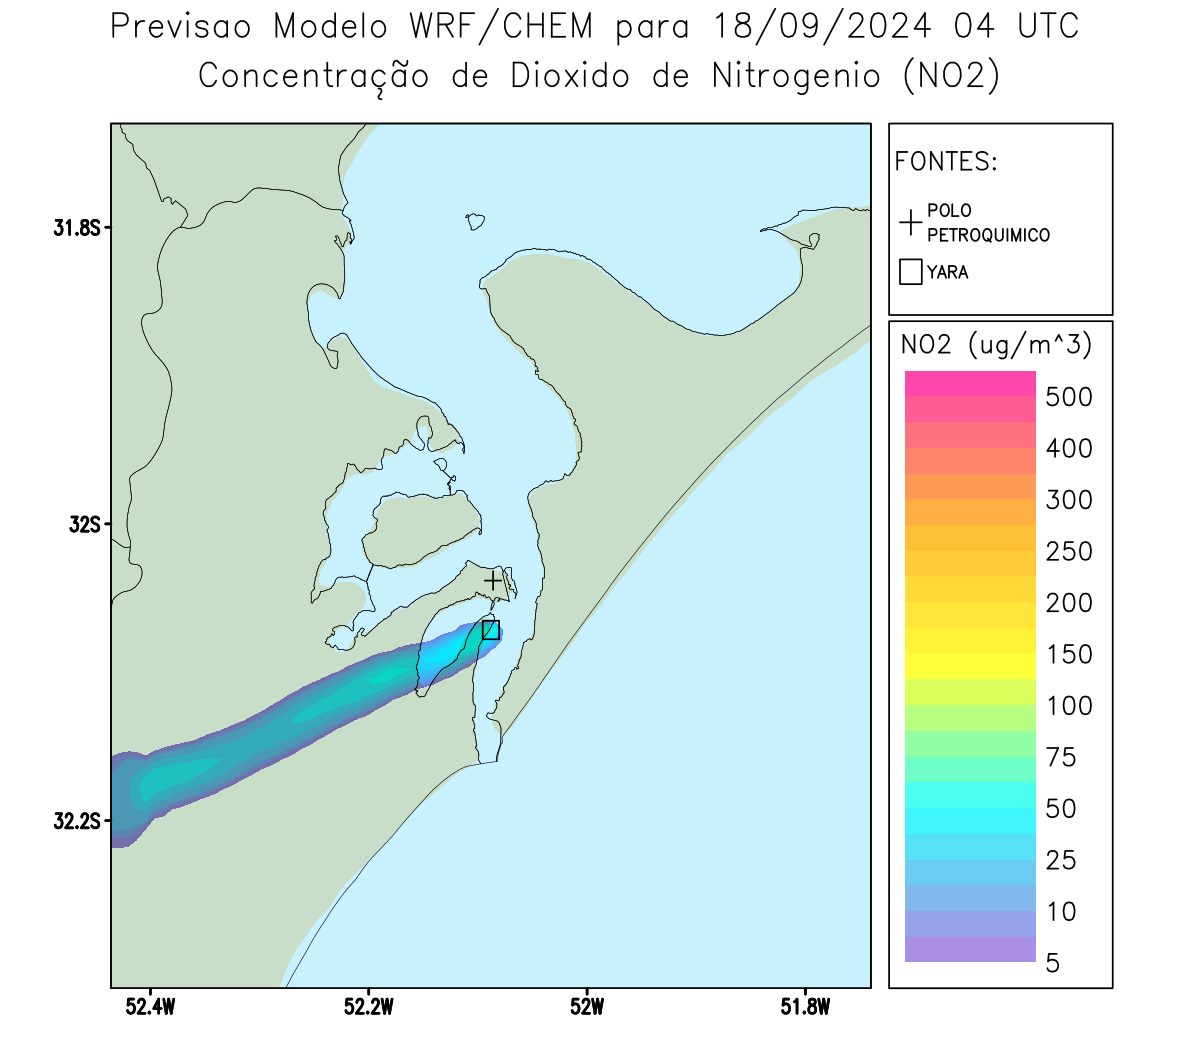 Previsao Modelo WRF/CHEM para 18/09/2024 04 UTC
Concentração de Dioxido de Nitrogenio (NO2)
FONTES:
POLO
PETROQUIMICO
YARA
NO2 (ug/m^3)
500
400
300
250
200
150
100
75
50
25
10
5
31.8S
32S
32.2S
52.4W
52.2W
52W
51.8W